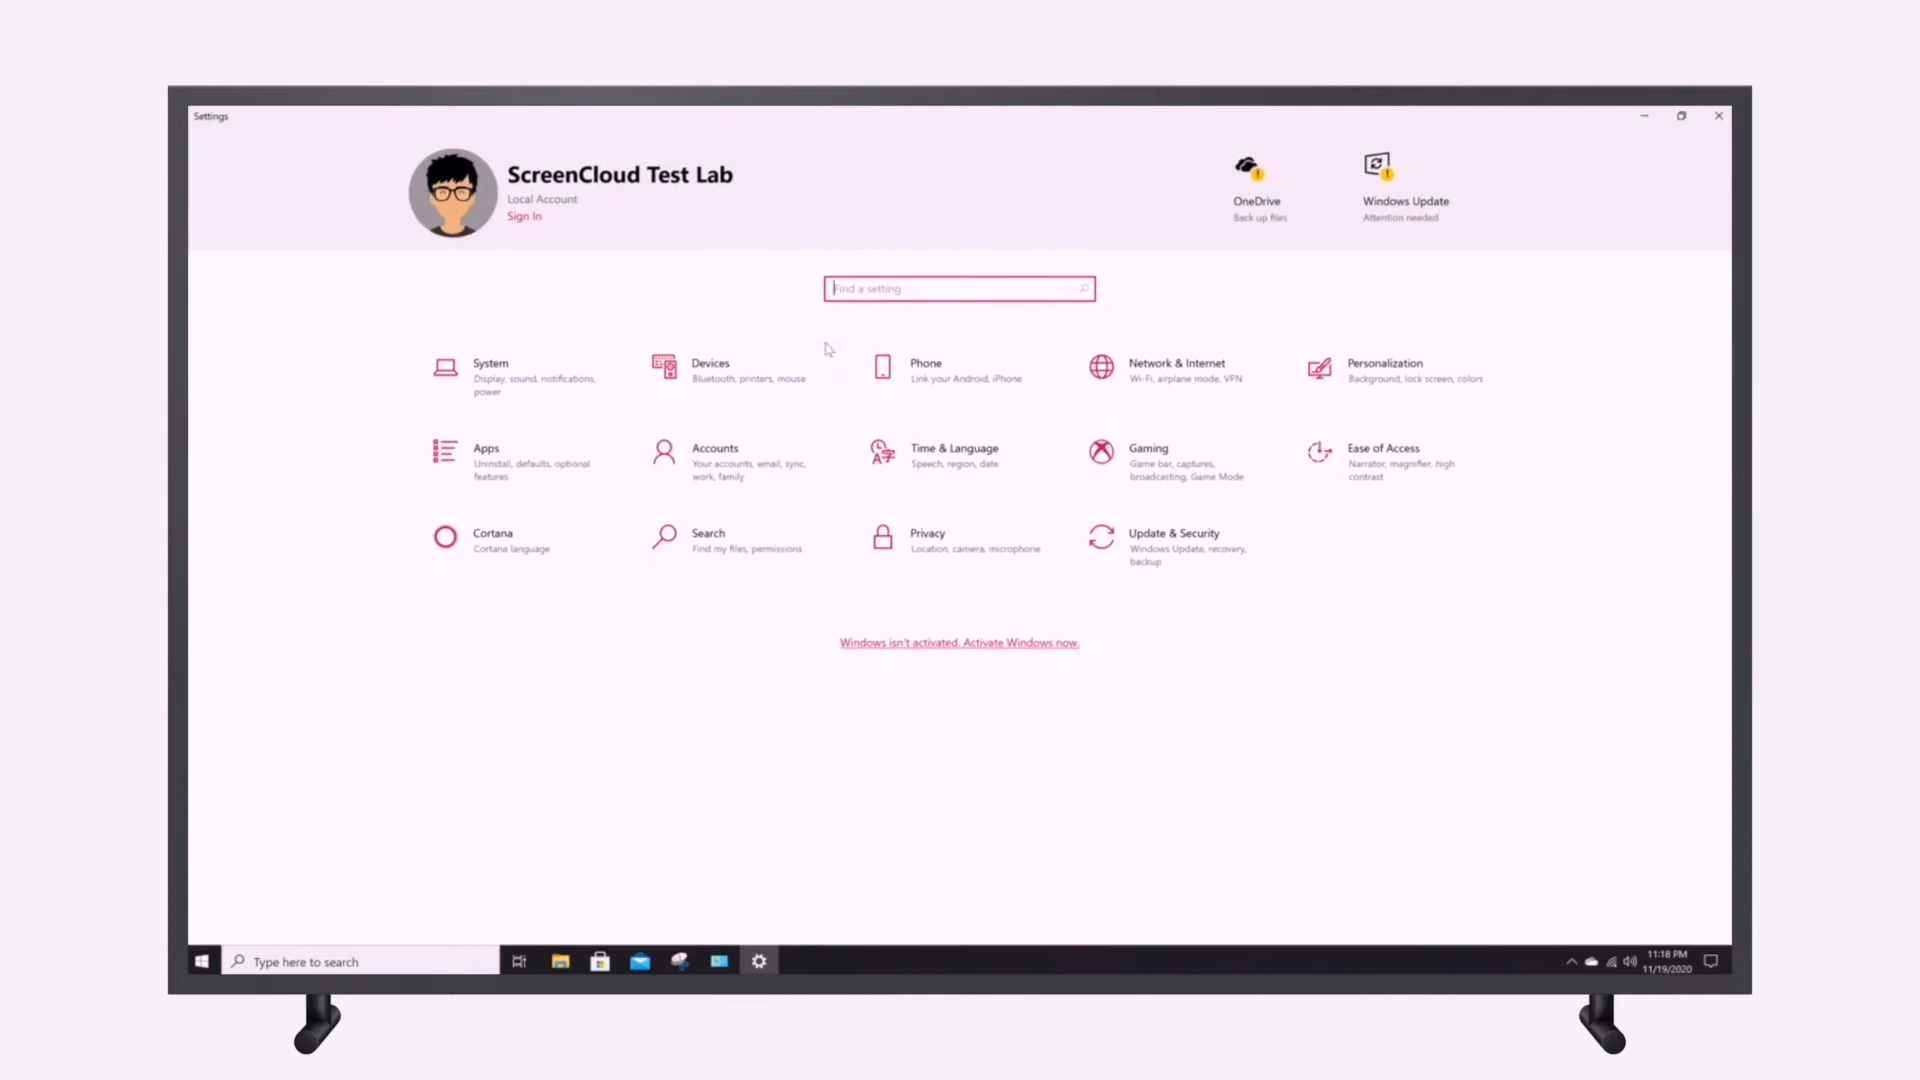 Settings
ScreenCloud Test Lab
Local Account
Sign In
OneDrive
Back up files
Windows Update
Attention needed
Find a setting
System
Display, sound, notifications,
power
Devices
Bluetooth, printers, mouse
Phone
Link your Android, iPhone
Network & Internet
Wi-Fi, airplane mode, VPN
Personalization
Background, lock screen, colors
Apps
Uninstall, defaults, optional
features
Accounts
Your accounts, email, sync,
work, family
Time & Language
Speech, region, date
Gaming
Game bar, captures,
broadcasting, Game Mode
Ease of Access
Narrator, magnifier, high
contrast
Cortana
Cortana language
Search
Find my files, permissions
Privacy
Location, camera, microphone
Update & Security
Windows Update, recovery,
backup
Windows isn't activated. Activate Windows now.
Type here to search
11:18 PM
11/19/2020